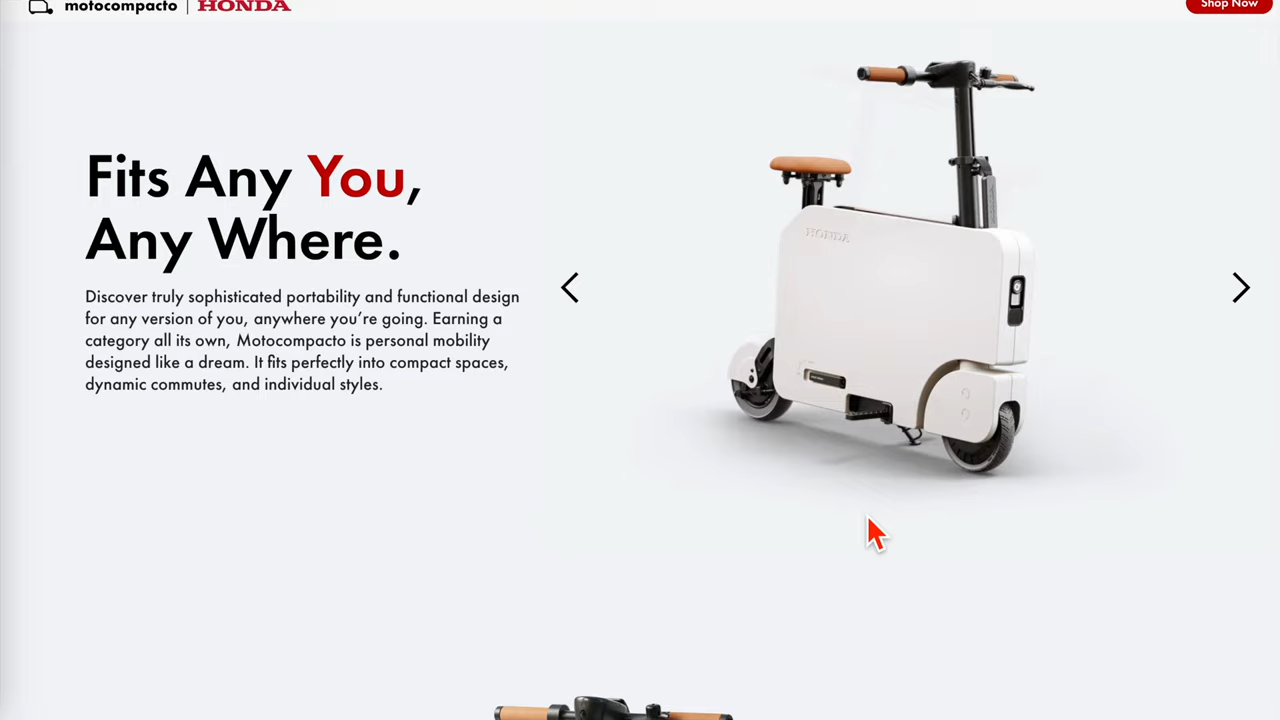 motocompacto | HONDA
Shop Now
Fits Any You,
Any Where.
HONDA
Discover truly sophisticated portability and functional design
for any version of you, anywhere you’re going. Earning a
category all its own, Motocompacto is personal mobility
designed like a dream. It fits perfectly into compact spaces,
dynamic commutes, and individual styles.